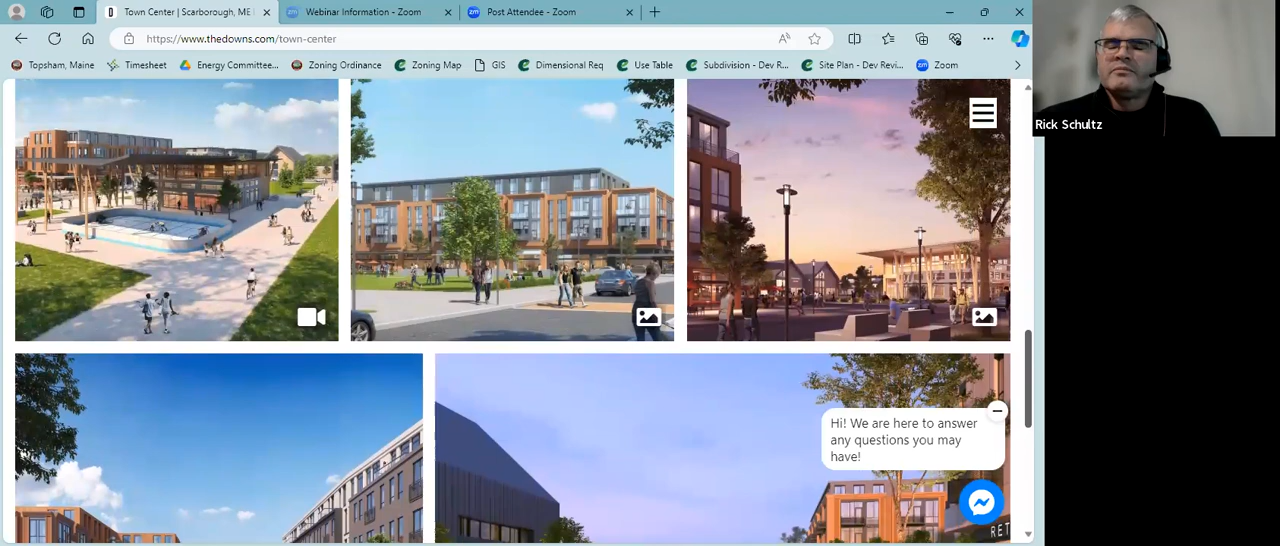 Town Center | Scarborough, ME
Webinar Information - Zoom
Post Attendee - Zoom
https://www.thedowns.com/town-center
Topsham, Maine
Timesheet
Energy Committee...
Zoning Ordinance
Zoning Map
GIS
Dimensional Req
Use Table
Subdivision - Dev R...
Site Plan - Dev Revi...
Zoom
Rick Schultz
Hi! We are here to answer
any questions you may
have!
RET